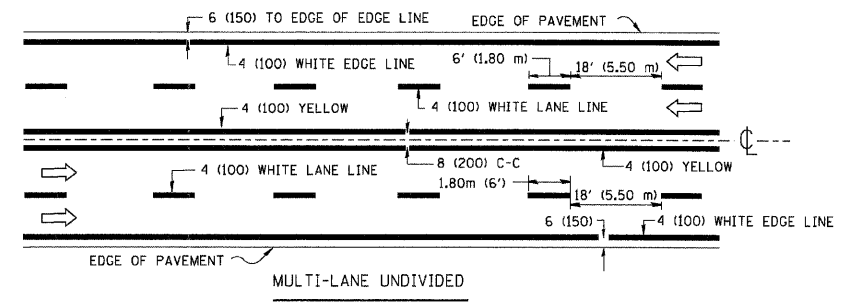 6 (150) TO EDGE OF EDGE LINE
EDGE OF PAVEMENT
4 (100) WHITE EDGE LINE
6' (1.80 m)
18' (5.50 m)
4 (100) YELLOW
4 (100) WHITE LANE LINE
℄
4 (100) WHITE LANE LINE
8 (200) C-C
4 (100) YELLOW
1.80m (6')
18' (5.50 m)
6 (150)
4 (100) WHITE EDGE LINE
EDGE OF PAVEMENT
MULTI-LANE UNDIVIDED